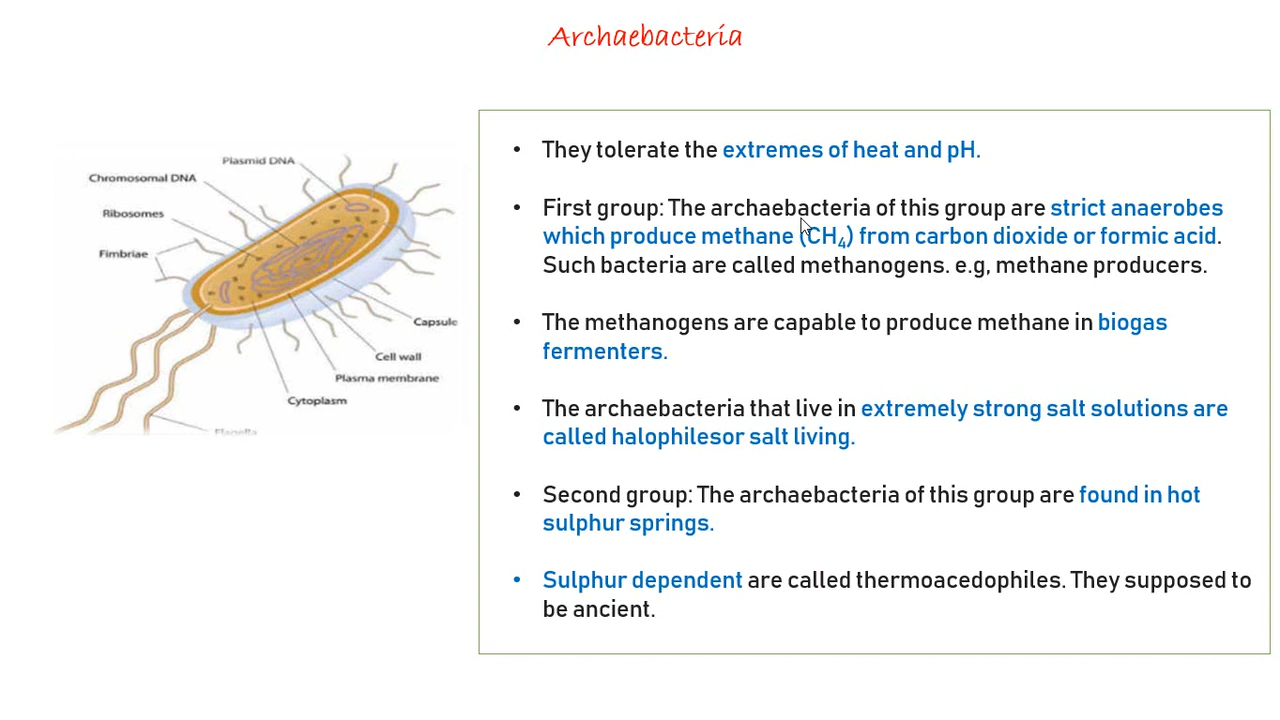 Archaebacteria
Plasmid DNA
Chromosomal DNA
Ribosomes
Fimbriae
Capsule
Cell wall
Plasma membrane
Cytoplasm
• They tolerate the extremes of heat and pH.
• First group: The archaebacteria of this group are strict anaerobes
which produce methane (CH₄) from carbon dioxide or formic acid.
Such bacteria are called methanogens. e.g, methane producers.
• The methanogens are capable to produce methane in biogas
fermenters.
• The archaebacteria that live in extremely strong salt solutions are
called halophilesor salt living.
• Second group: The archaebacteria of this group are found in hot
sulphur springs.
• Sulphur dependent are called thermoacedophiles. They supposed to
be ancient.